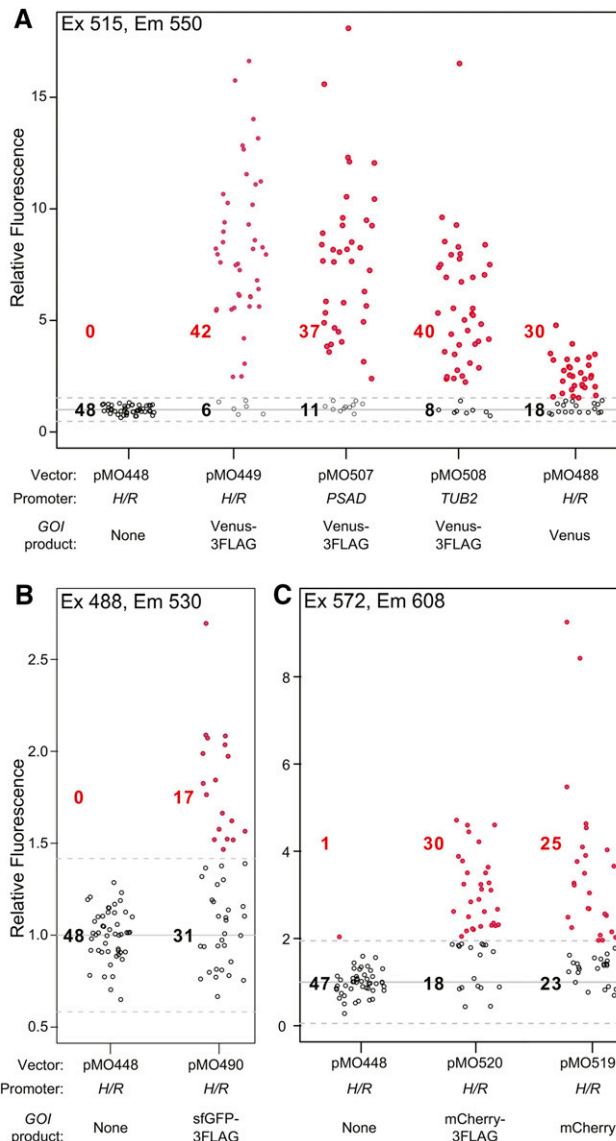 A
Ex 515, Em 550
Relative Fluorescence
15
10
5
0
0 42 37 40 30
48 6 11 8 18
Vector: pMO448 pMO449 pMO507 pMO508 pMO488
Promoter: H/R H/R PSAD TUB2 H/R
GOI product: None Venus-3FLAG Venus-3FLAG Venus-3FLAG Venus
B
Ex 488, Em 530
Relative Fluorescence
2.5
2.0
1.5
1.0
0.5
0 17
48 31
Vector: pMO448 pMO490
Promoter: H/R H/R
GOI product: None sfGFP-3FLAG
C
Ex 572, Em 608
8
6
4
2
0
1 30 25
47 18 23
pMO448 pMO520 pMO519
H/R H/R H/R
None mCherry-3FLAG mCherry